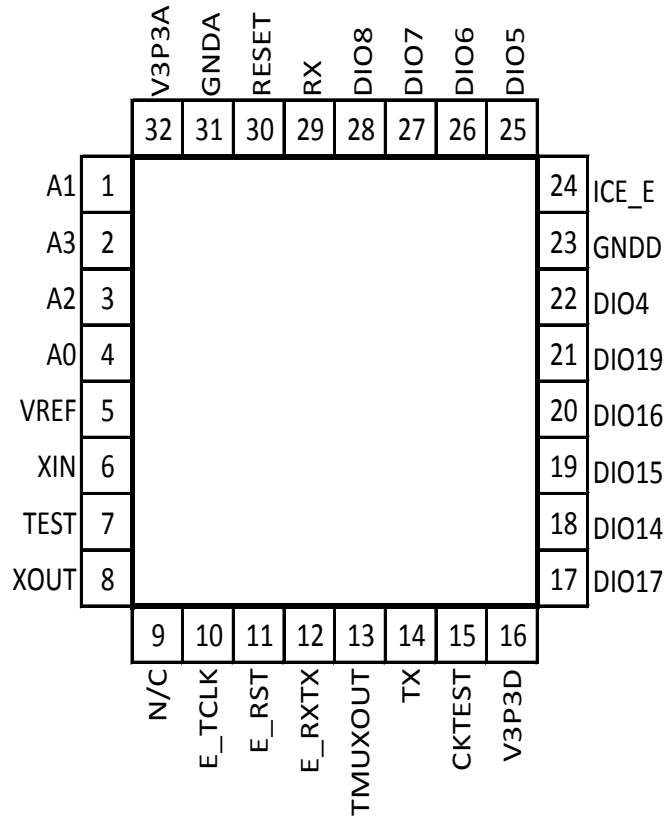 V3P3A GNDA RESET RX DIO8 DIO7 DIO6 DIO5
32 31 30 29 28 27 26 25
A1 1
A3 2
A2 3
A0 4
VREF 5
XIN 6
TEST 7
XOUT 8
24 ICE_E
23 GNDD
22 DIO4
21 DIO19
20 DIO16
19 DIO15
18 DIO14
17 DIO17
9 10 11 12 13 14 15 16
N/C E_TCLK E_RST E_RXTX TMUXOUT TX CKTEST V3P3D